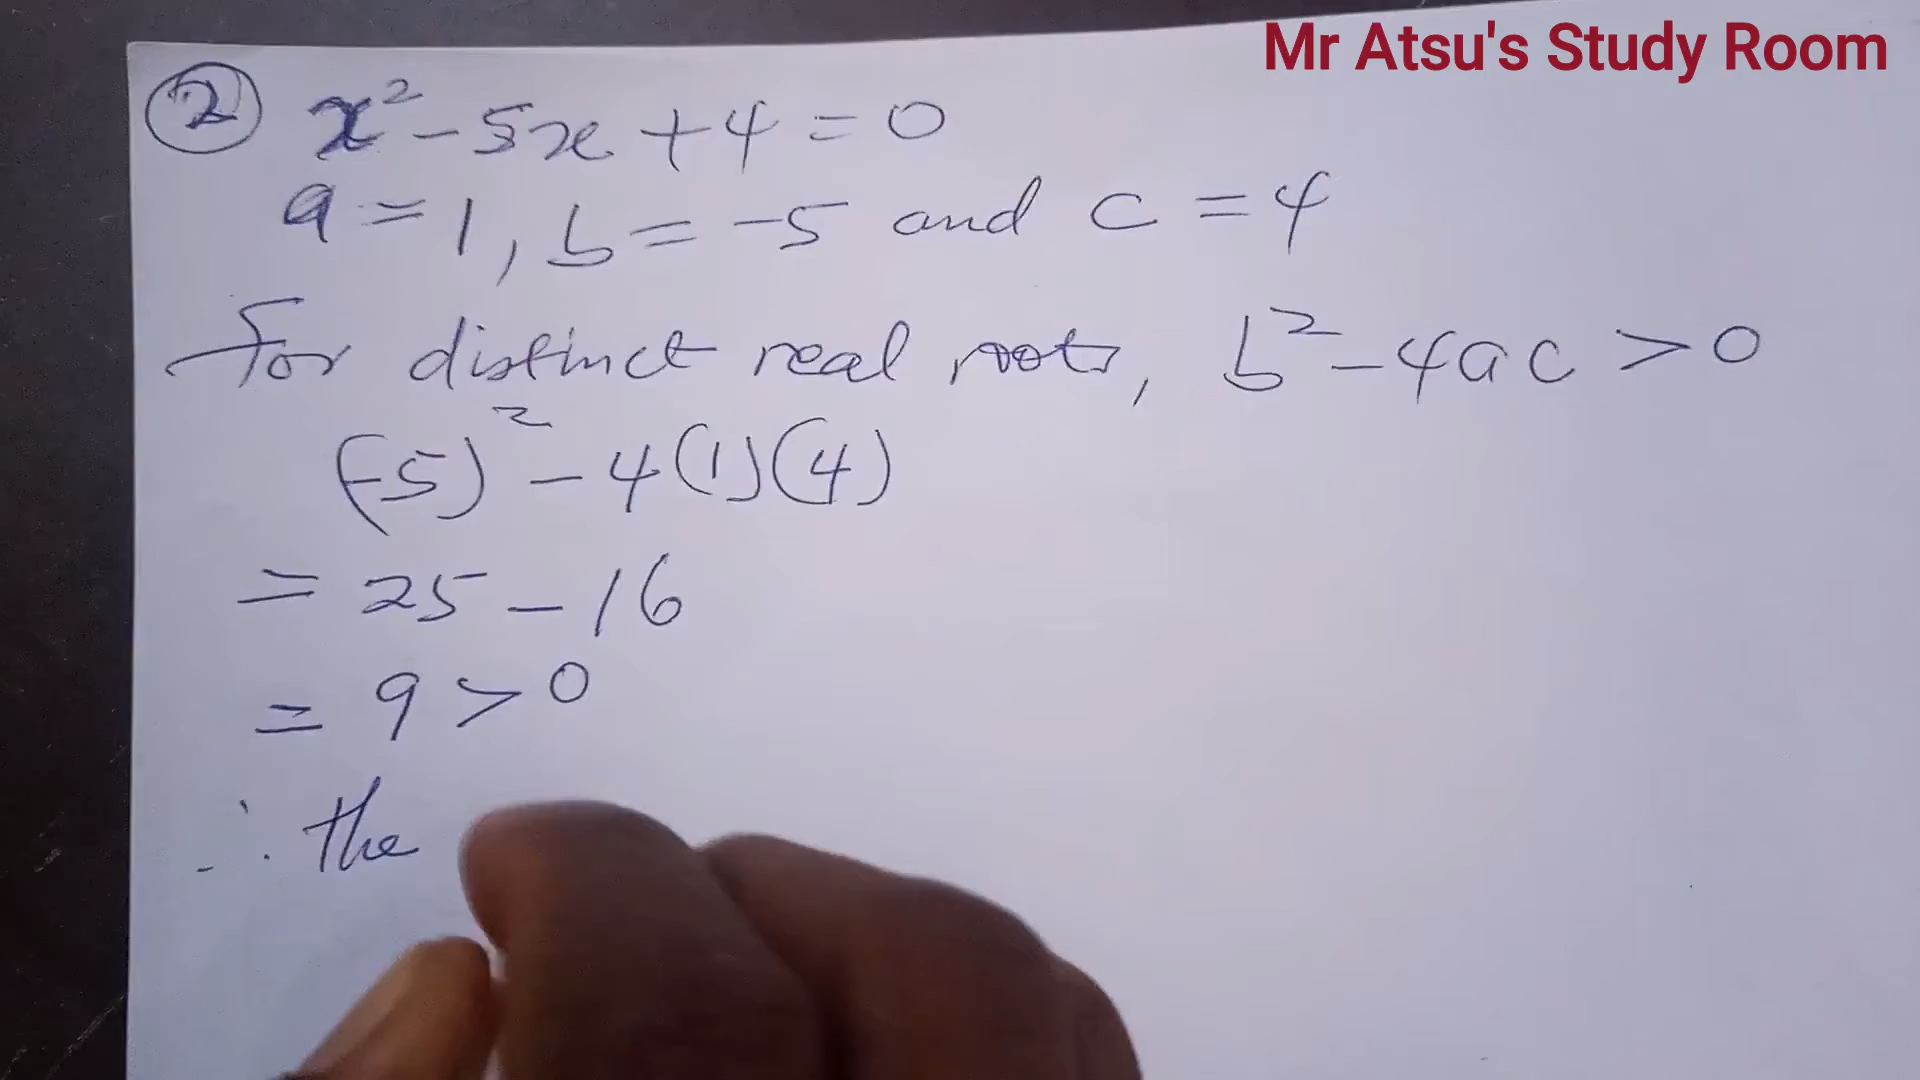 Mr Atsu's Study Room
② x² - 5x + 4 = 0
a = 1, b = -5 and c = 4
For distinct real roots, b² - 4ac > 0
(-5)² - 4(1)(4)
= 25 - 16
= 9 > 0
∴ the